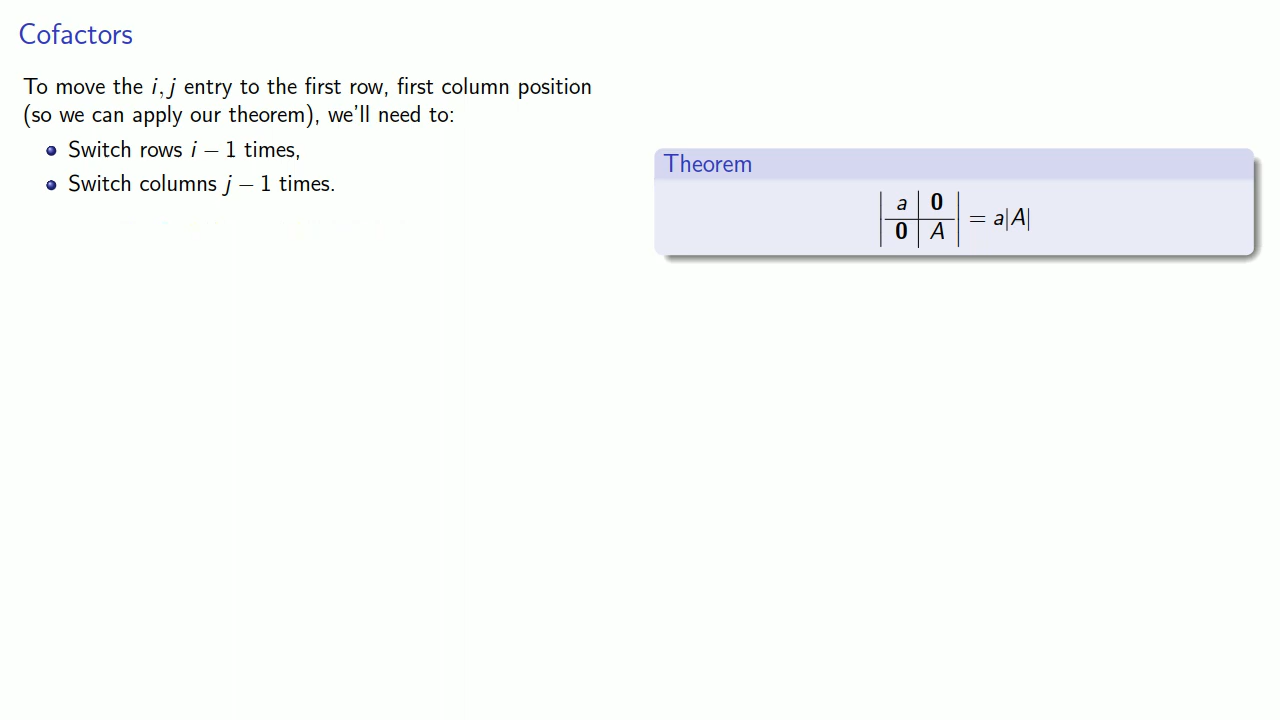 Cofactors
To move the i, j entry to the first row, first column position
(so we can apply our theorem), we'll need to:
Switch rows i − 1 times,
Switch columns j − 1 times.
Theorem
| a | 0 |
| 0 | A | = a|A|